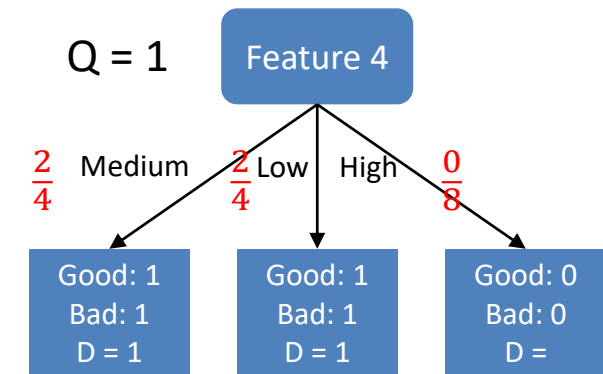 Q = 1
Feature 4
2/4 Medium 2/4 Low High 0/8
Good: 1
Bad: 1
D = 1
Good: 1
Bad: 1
D = 1
Good: 0
Bad: 0
D =